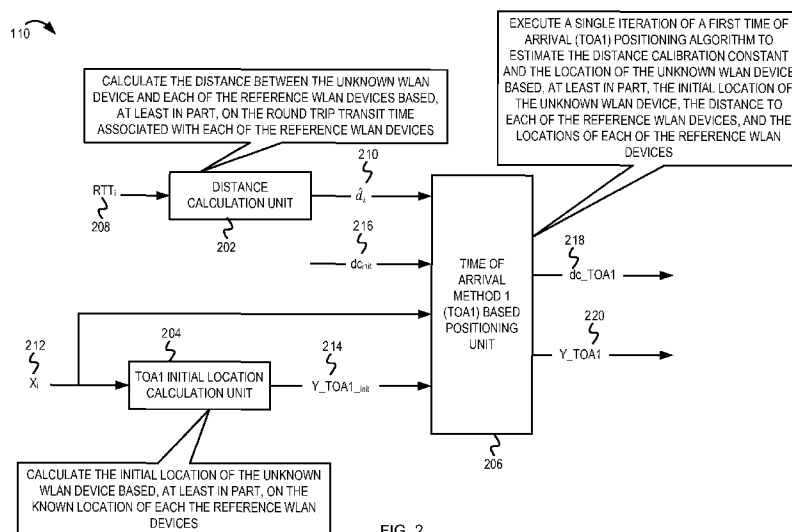 110
EXECUTE A SINGLE ITERATION OF A FIRST TIME OF
ARRIVAL (TOA1) POSITIONING ALGORITHM TO
ESTIMATE THE DISTANCE CALIBRATION CONSTANT
AND THE LOCATION OF THE UNKNOWN WLAN DEVICE
BASED, AT LEAST IN PART, THE INITIAL LOCATION OF
THE UNKNOWN WLAN DEVICE, THE DISTANCE TO
EACH OF THE REFERENCE WLAN DEVICES, AND THE
LOCATIONS OF EACH OF THE REFERENCE WLAN
DEVICES
CALCULATE THE DISTANCE BETWEEN THE UNKNOWN WLAN
DEVICE AND EACH OF THE REFERENCE WLAN DEVICES BASED,
AT LEAST IN PART, ON THE ROUND TRIP TRANSIT TIME
ASSOCIATED WITH EACH OF THE REFERENCE WLAN DEVICES
RTTi
208
DISTANCE
CALCULATION UNIT
202
210
d̂i
216
dcinit
TIME OF
ARRIVAL
METHOD 1
(TOA1) BASED
POSITIONING
UNIT
206
218
dc_TOA1
220
Y_TOA1
212
Xi
204
TOA1 INITIAL LOCATION
CALCULATION UNIT
214
Y_TOA1_init
CALCULATE THE INITIAL LOCATION OF THE UNKNOWN
WLAN DEVICE BASED, AT LEAST IN PART, ON THE
KNOWN LOCATION OF EACH THE REFERENCE WLAN
DEVICES
FIG. 2